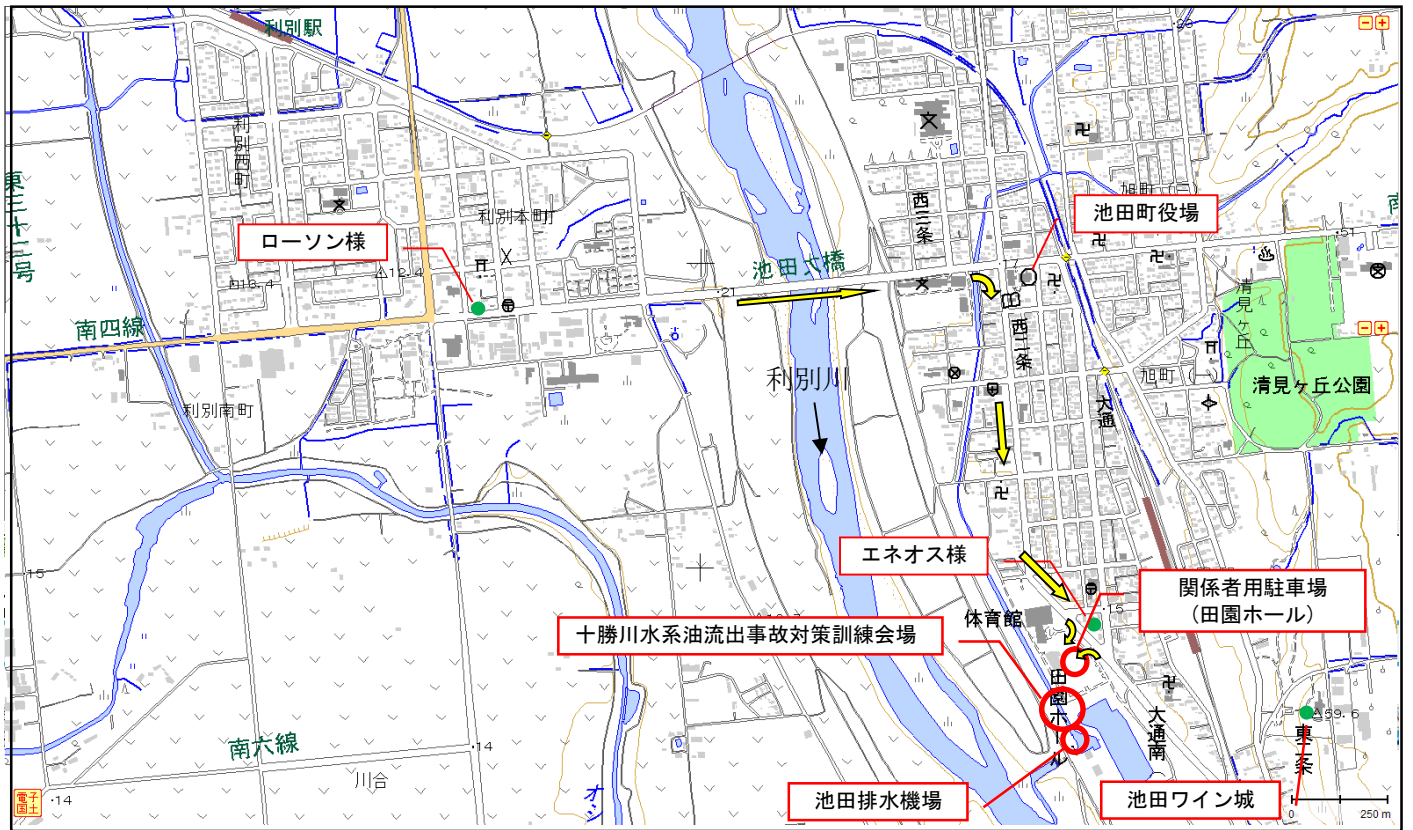 利別駅
利別西町
東三十二号
利別本町
ローソン様
12.4
13.4
南四線
池田大橋
21
利別川
利別南町
西三条
西二条
17
池田町役場
旭町(二)
旭町(一)
大通
51
清見ヶ丘
清見ヶ丘公園
エネオス様
関係者用駐車場
(田園ホール)
15
体育館
十勝川水系油流出事故対策訓練会場
田園ホール
大通南
59.6
東一条
池田排水機場
池田ワイン城
15
南六線
14
川合
オシ
電子国土
14
0
250 m